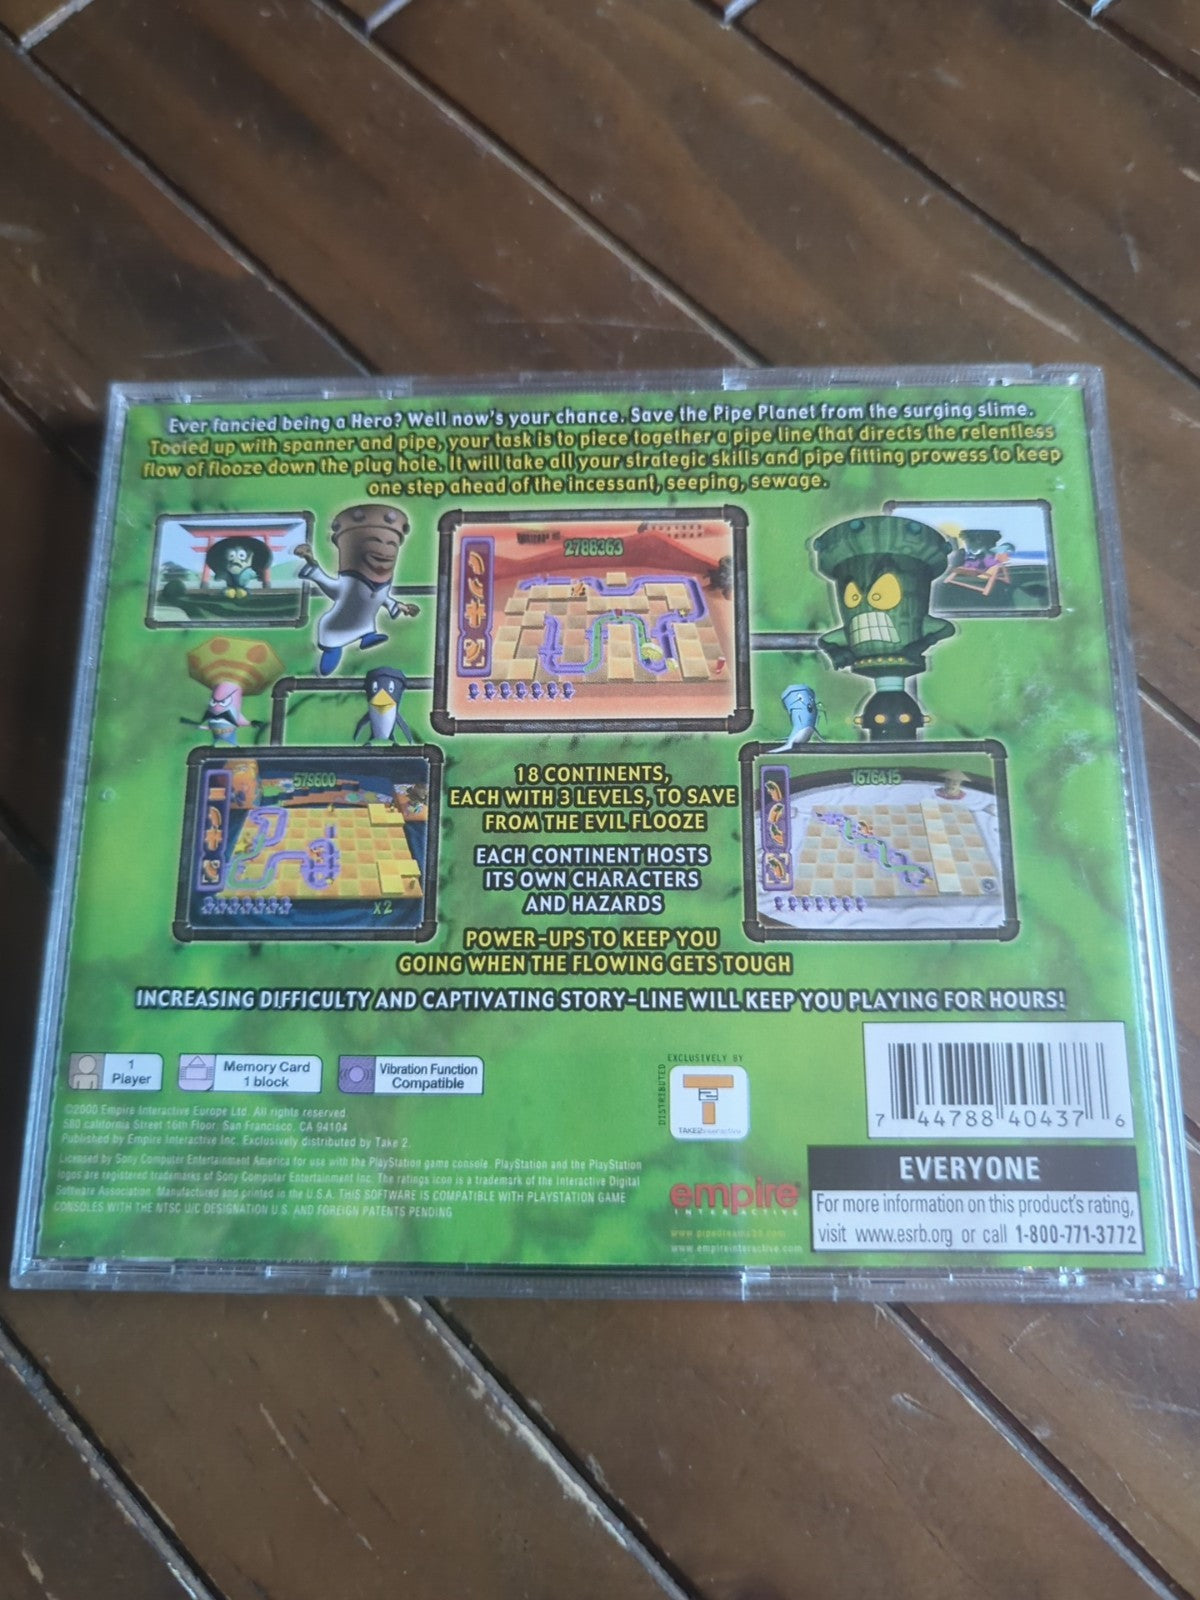 Ever fancied being a Hero? Well now's your chance. Save the Pipe Planet from the surging slime.
Tooled up with spanner and pipe, your task is to piece together a pipe line that directs the relentless
flow of flooze down the plug hole. It will take all your strategic skills and pipe fitting prowess to keep
one step ahead of the incessant, seeping, sewage.
2788363
579600
X2
1676415
18 CONTINENTS,
EACH WITH 3 LEVELS, TO SAVE
FROM THE EVIL FLOOZE
EACH CONTINENT HOSTS
ITS OWN CHARACTERS
AND HAZARDS
POWER-UPS TO KEEP YOU
GOING WHEN THE FLOWING GETS TOUGH
INCREASING DIFFICULTY AND CAPTIVATING STORY-LINE WILL KEEP YOU PLAYING FOR HOURS!
1
Player
Memory Card
1 block
Vibration Function
Compatible
©2000 Empire Interactive Europe Ltd. All rights reserved.
580 california Street 16th Floor, San Francisco, CA 94104
Published by Empire Interactive Inc. Exclusively distributed by Take 2.
Licensed by Sony Computer Entertainment America for use with the PlayStation game console. PlayStation and the PlayStation
logos are registered trademarks of Sony Computer Entertainment Inc. The ratings icon is a trademark of the Interactive Digital
Software Association. Manufactured and printed in the U.S.A. THIS SOFTWARE IS COMPATIBLE WITH PLAYSTATION GAME
CONSOLES WITH THE NTSC U/C DESIGNATION U.S. AND FOREIGN PATENTS PENDING
EXCLUSIVELY BY
DISTRIBUTED
T2
TAKE2interactive
empire
INTERACTIVE
www.pipedreams3d.com
www.empireinteractive.com
7 44788 40437 6
EVERYONE
For more information on this product's rating,
visit www.esrb.org or call 1-800-771-3772